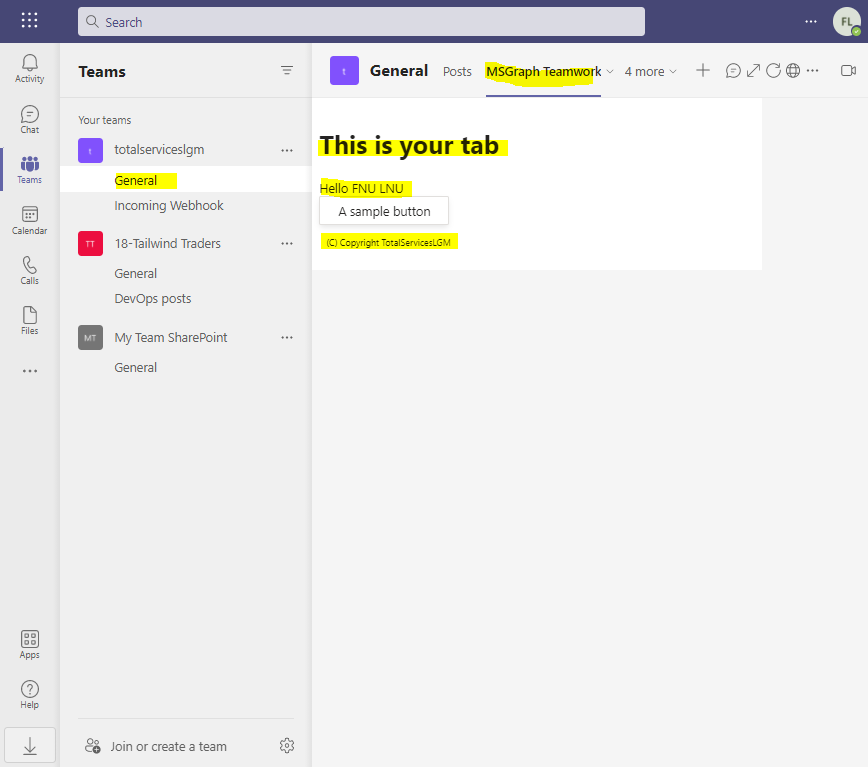 Search
FL
Activity
Chat
Teams
Calendar
Calls
Files
Apps
Help
Teams
Your teams
t totalserviceslgm
General
Incoming Webhook
TT 18-Tailwind Traders
General
DevOps posts
MT My Team SharePoint
General
Join or create a team
t General Posts MSGraph Teamwork 4 more
This is your tab
Hello FNU LNU
A sample button
(C) Copyright TotalServicesLGM